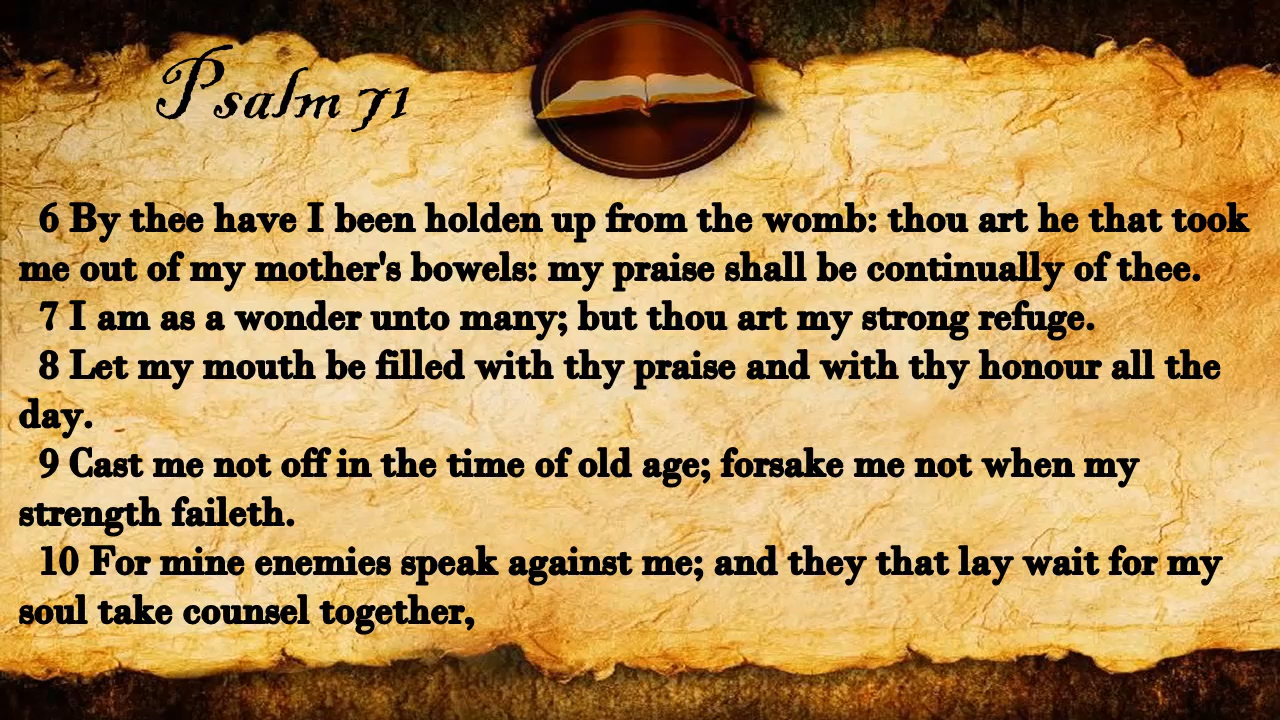 Psalm 71
6 By thee have I been holden up from the womb: thou art he that took
me out of my mother's bowels: my praise shall be continually of thee.
7 I am as a wonder unto many; but thou art my strong refuge.
8 Let my mouth be filled with thy praise and with thy honour all the
day.
9 Cast me not off in the time of old age; forsake me not when my
strength faileth.
10 For mine enemies speak against me; and they that lay wait for my
soul take counsel together,